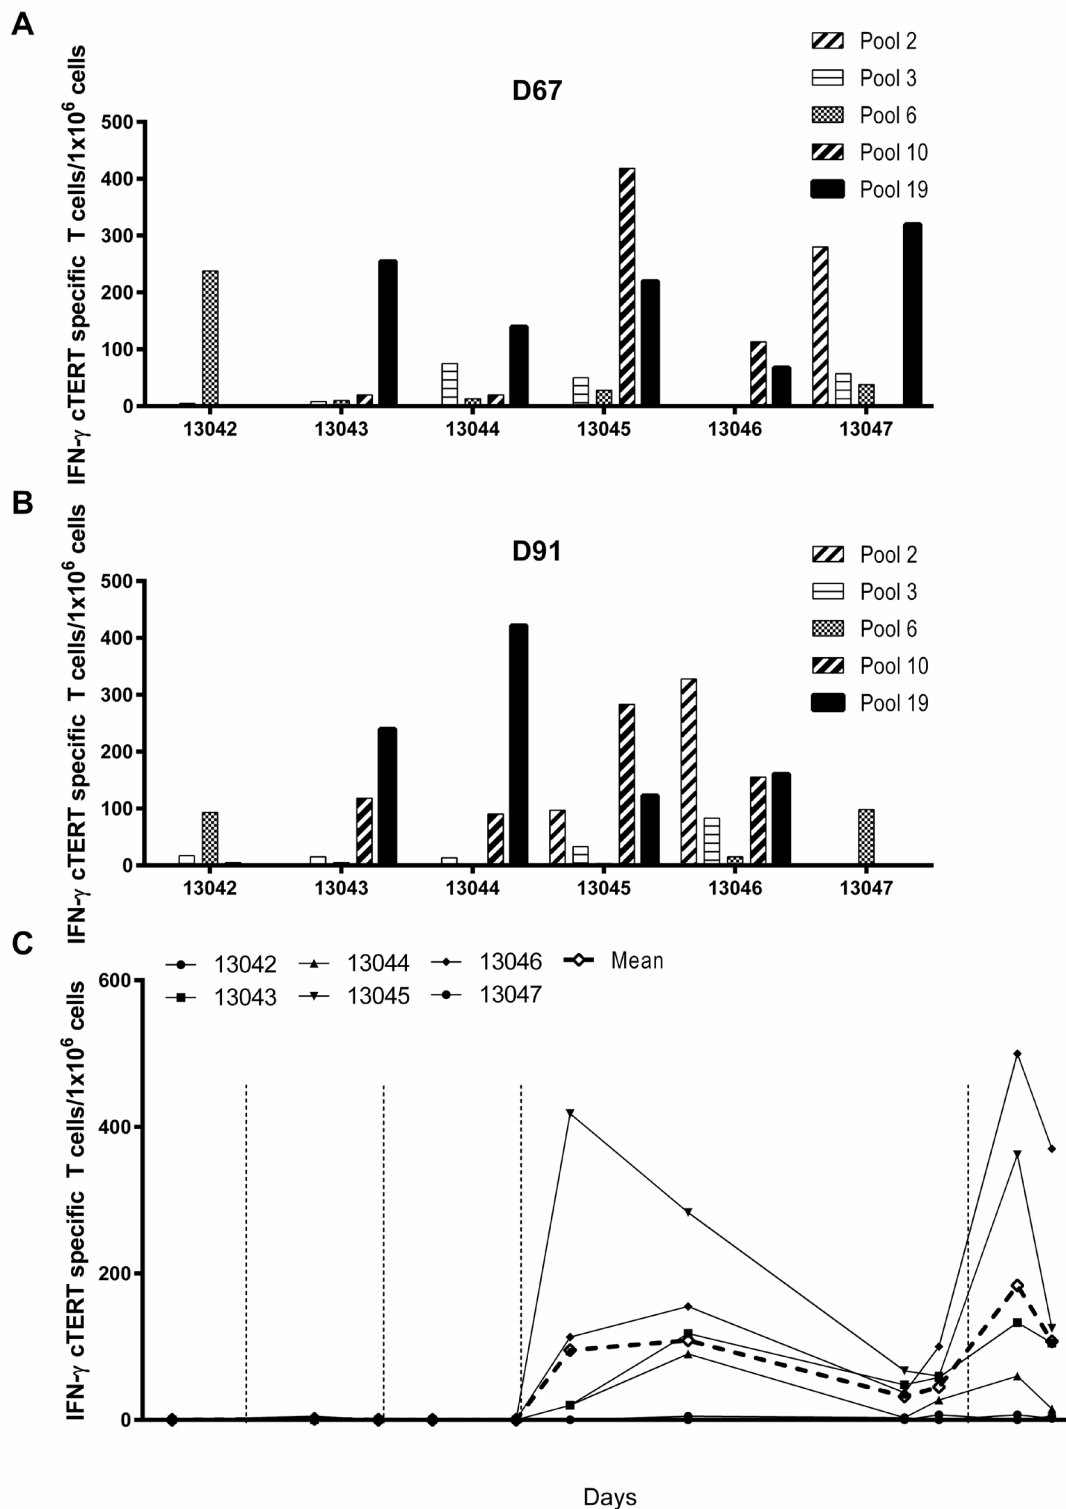 A
D67
IFN-γ cTERT specific T cells/1x10⁶ cells
Pool 2
Pool 3
Pool 6
Pool 10
Pool 19
500
400
300
200
100
0
13042 13043 13044 13045 13046 13047
B
D91
IFN-γ cTERT specific T cells/1x10⁶ cells
Pool 2
Pool 3
Pool 6
Pool 10
Pool 19
500
400
300
200
100
0
13042 13043 13044 13045 13046 13047
C
IFN-γ cTERT specific T cells/1x10⁶ cells
13042 13044 13046 Mean
13043 13045 13047
600
400
200
0
Days